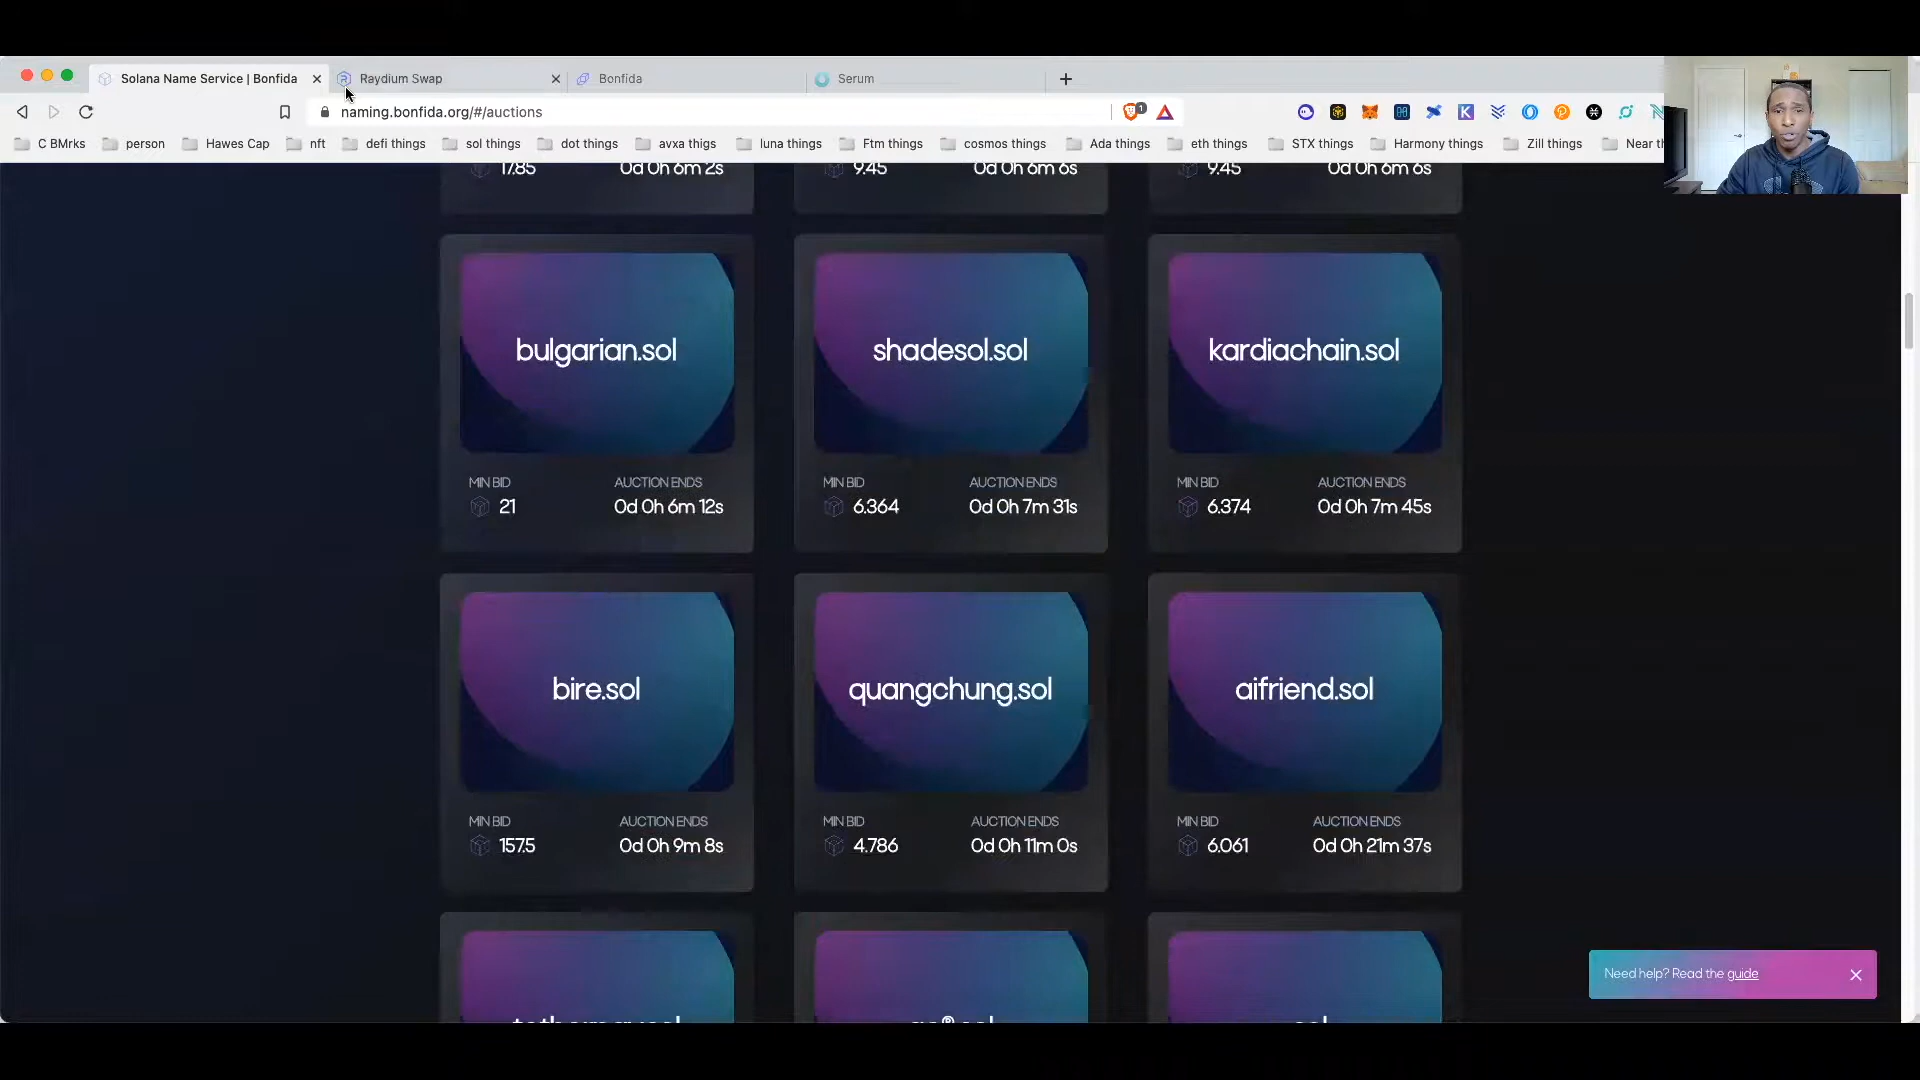 Solana Name Service | Bonfida
Raydium Swap
Bonfida
Serum
naming.bonfida.org/#/auctions
1
C BMrks
person
Hawes Cap
nft
defi things
sol things
dot things
avxa thigs
luna things
Ftm things
cosmos things
Ada things
eth things
STX things
Harmony things
Zill things
17.85
0d 0h 6m 2s
9.45
0d 0h 6m 6s
9.45
0d 0h 6m 6s
bulgarian.sol
MIN BID
AUCTION ENDS
21
0d 0h 6m 12s
shadesol.sol
MIN BID
AUCTION ENDS
6.364
0d 0h 7m 31s
kardiachain.sol
MIN BID
AUCTION ENDS
6.374
0d 0h 7m 45s
bire.sol
MIN BID
AUCTION ENDS
157.5
0d 0h 9m 8s
quangchung.sol
MIN BID
AUCTION ENDS
4.786
0d 0h 11m 0s
aifriend.sol
MIN BID
AUCTION ENDS
6.061
0d 0h 21m 37s
Need help? Read the guide